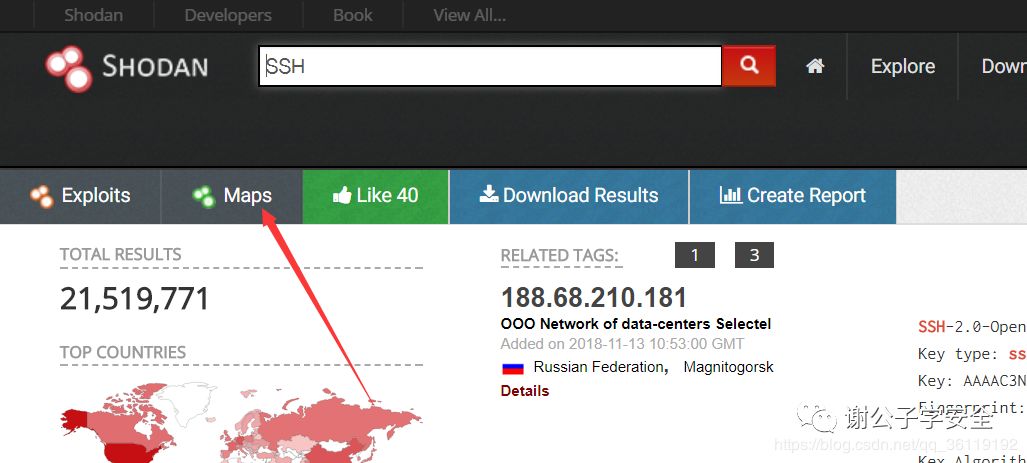 Shodan Developers Book View All...
SHODAN SSH Explore Down
Exploits Maps Like 40 Download Results Create Report
TOTAL RESULTS
21,519,771
TOP COUNTRIES
RELATED TAGS: 1 3
188.68.210.181
OOO Network of data-centers Selectel
Added on 2018-11-13 10:53:00 GMT
Russian Federation, Magnitogorsk
Details
SSH-2.0-Open
Key type: ss
Key: AAAAC3N
Fingerprint:
谢公子学安全
https://blog.csdn.net/qq_36119192
Key Algorith